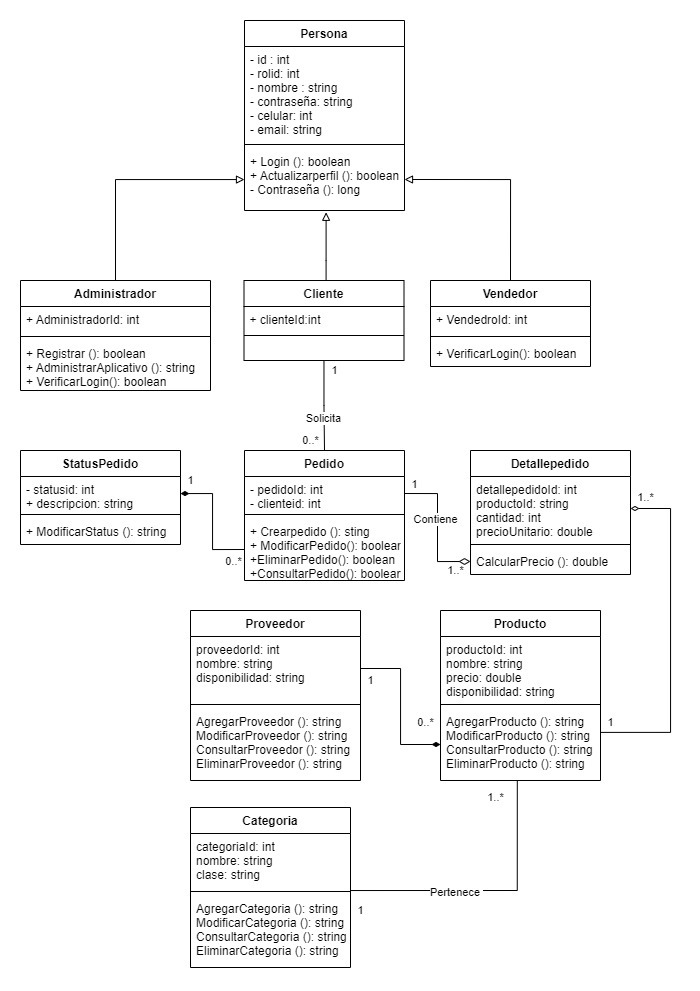 Persona
- id : int
- rolid: int
- nombre : string
- contraseña: string
- celular: int
- email: string
+ Login (): boolean
+ Actualizarperfil (): boolean
- Contraseña (): long
Administrador
+ AdministradorId: int
+ Registrar (): boolean
+ AdministrarAplicativo (): string
+ VerificarLogin(): boolean
Cliente
+ clienteId:int
Vendedor
+ VendedroId: int
+ VerificarLogin(): boolean
1
Solicita
0..*
StatusPedido
- statusid: int
+ descripcion: string
+ ModificarStatus (): string
1
0..*
Pedido
- pedidoId: int
- clienteid: int
+ Crearpedido (): sting
+ ModificarPedido(): boolear
+EliminarPedido(): boolean
+ConsultarPedido(): boolear
1
Contiene
1..*
Detallepedido
detallepedidoId: int
productoId: string
cantidad: int
precioUnitario: double
CalcularPrecio (): double
1..*
Proveedor
proveedorId: int
nombre: string
disponibilidad: string
AgregarProveedor (): string
ModificarProveedor (): string
ConsultarProveedor (): string
EliminarProveedor (): string
1
0..*
Producto
productoId: int
nombre: string
precio: double
disponibilidad: string
AgregarProducto (): string
ModificarProducto (): string
ConsultarProducto (): string
EliminarProducto (): string
1
1..*
Categoria
categoriaId: int
nombre: string
clase: string
AgregarCategoria (): string
ModificarCategoria (): string
ConsultarCategoria (): string
EliminarCategoria (): string
Pertenece
1